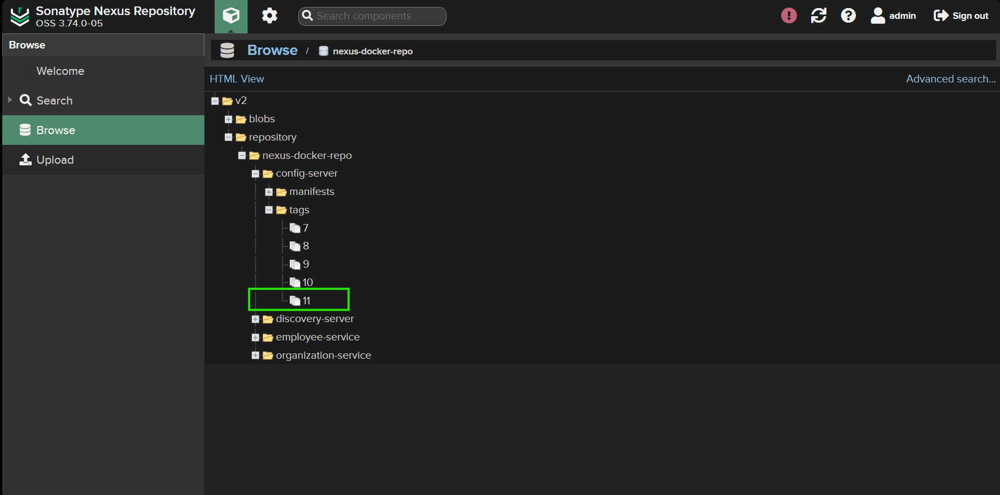 Sonatype Nexus Repository
OSS 3.74.0-05
Search components
admin
Sign out
Browse
Welcome
Search
Browse
Upload
Browse / nexus-docker-repo
HTML View
Advanced search...
v2
blobs
repository
nexus-docker-repo
config-server
manifests
tags
7
8
9
10
11
discovery-server
employee-service
organization-service